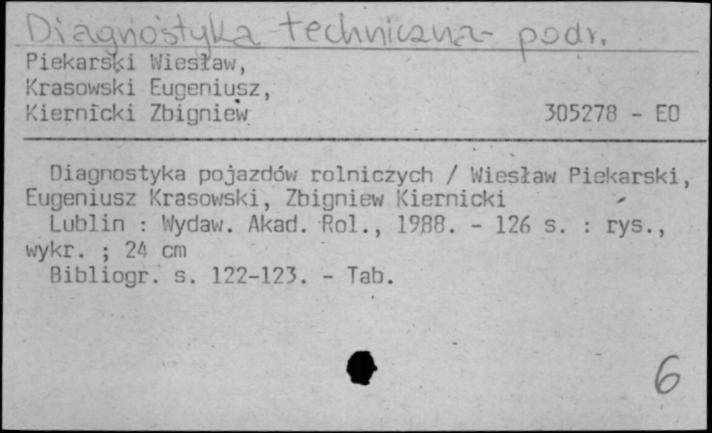 Diagnostyka techniczna - podr.
Piekarski Wiesław,
Krasowski Eugeniusz,
Kiernicki Zbigniew 305278 - EO
Diagnostyka pojazdów rolniczych / Wiesław Piekarski,
Eugeniusz Krasowski, Zbigniew Kiernicki
Lublin : Wydaw. Akad. Rol., 1988. - 126 s. : rys.,
wykr. ; 24 cm
Bibliogr. s. 122-123. - Tab.
6